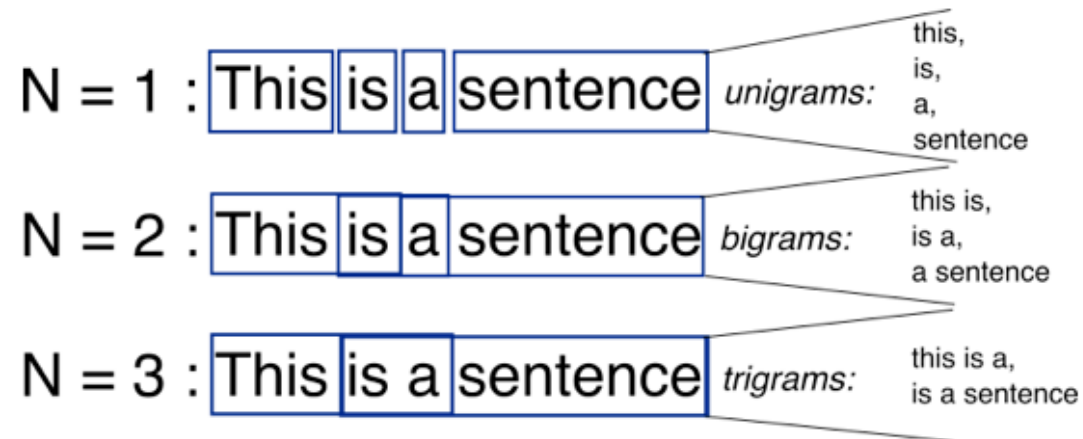 N = 1 : This is a sentence unigrams:
this,
is,
a,
sentence
N = 2 : This is a sentence bigrams:
this is,
is a,
a sentence
N = 3 : This is a sentence trigrams:
this is a,
is a sentence